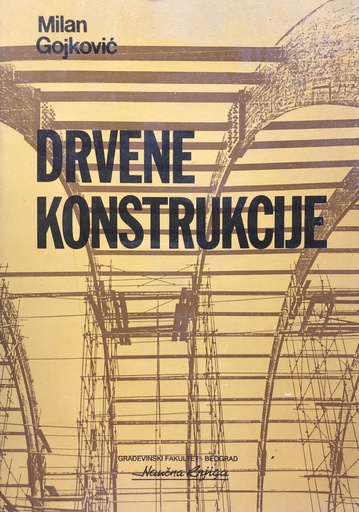 Milan
Gojković
DRVENE
KONSTRUKCIJE
GRAĐEVINSKI FAKULTET - BEOGRAD
Naučna Knjiga